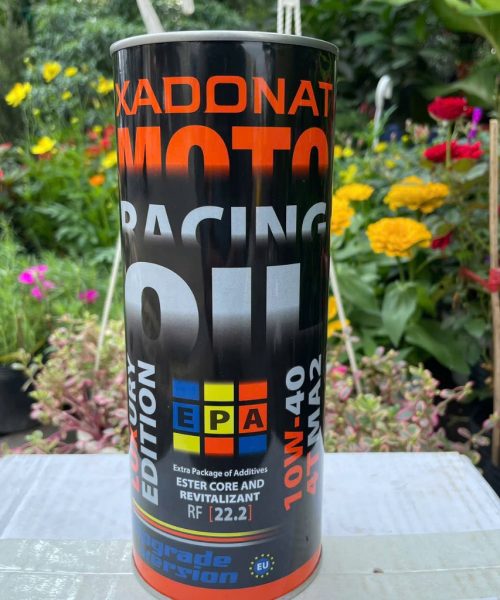 XADONAT
MOTO
RACING
OIL
LUXURY
EDITION
EPA
Extra Package of Additives
ESTER CORE AND
REVITALIZANT
RF [22.2]
10W-40
4T MA2
upgrade
version
EU